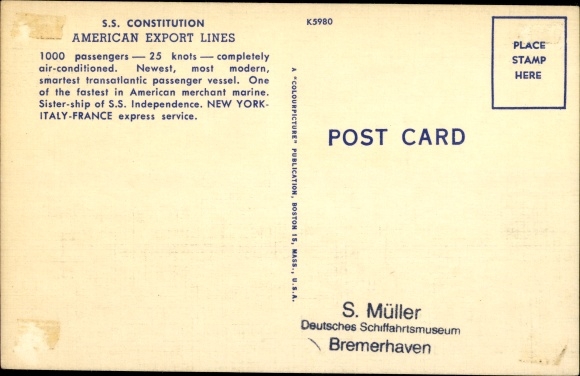 S.S. CONSTITUTION
AMERICAN EXPORT LINES
1000 passengers — 25 knots — completely
air-conditioned. Newest, most modern,
smartest transatlantic passenger vessel. One
of the fastest in American merchant marine.
Sister-ship of S.S. Independence. NEW YORK-
ITALY-FRANCE express service.
K5980
A "COLOURPICTURE" PUBLICATION, BOSTON 15, MASS., U.S.A.
PLACE
STAMP
HERE
POST CARD
S. Müller
Deutsches Schiffahrtsmuseum
Bremerhaven